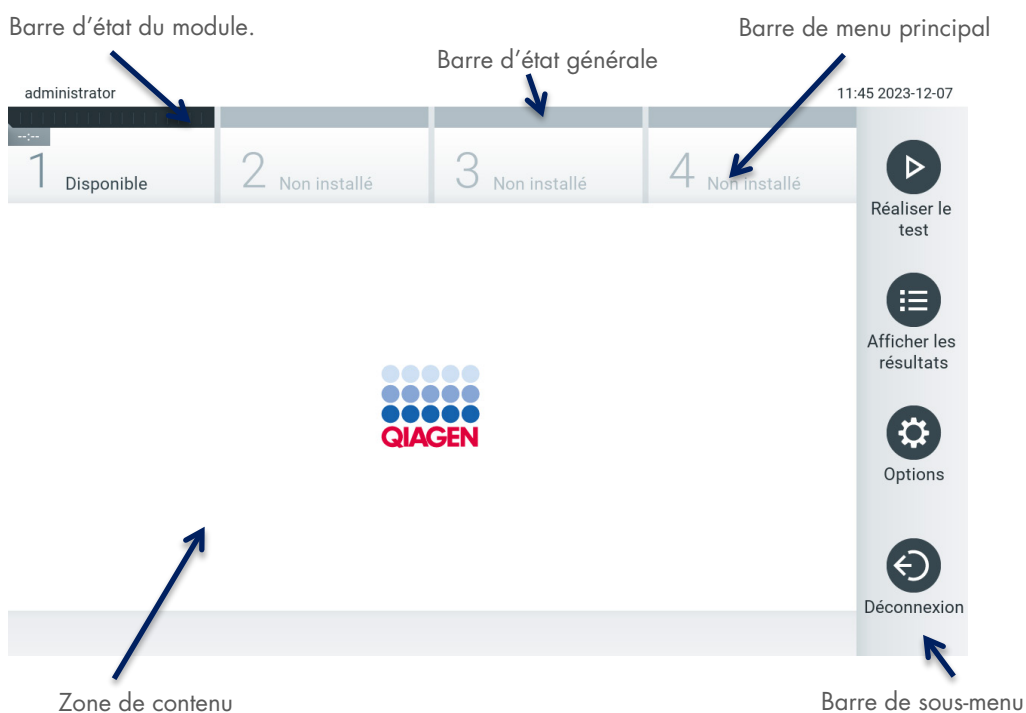 Barre d'état du module.
Barre d'état générale
Barre de menu principal
administrator
11:45 2023-12-07
--:--
1 Disponible
2 Non installé
3 Non installé
4 Non installé
Réaliser le
test
Afficher les
résultats
QIAGEN
Options
Déconnexion
Zone de contenu
Barre de sous-menu